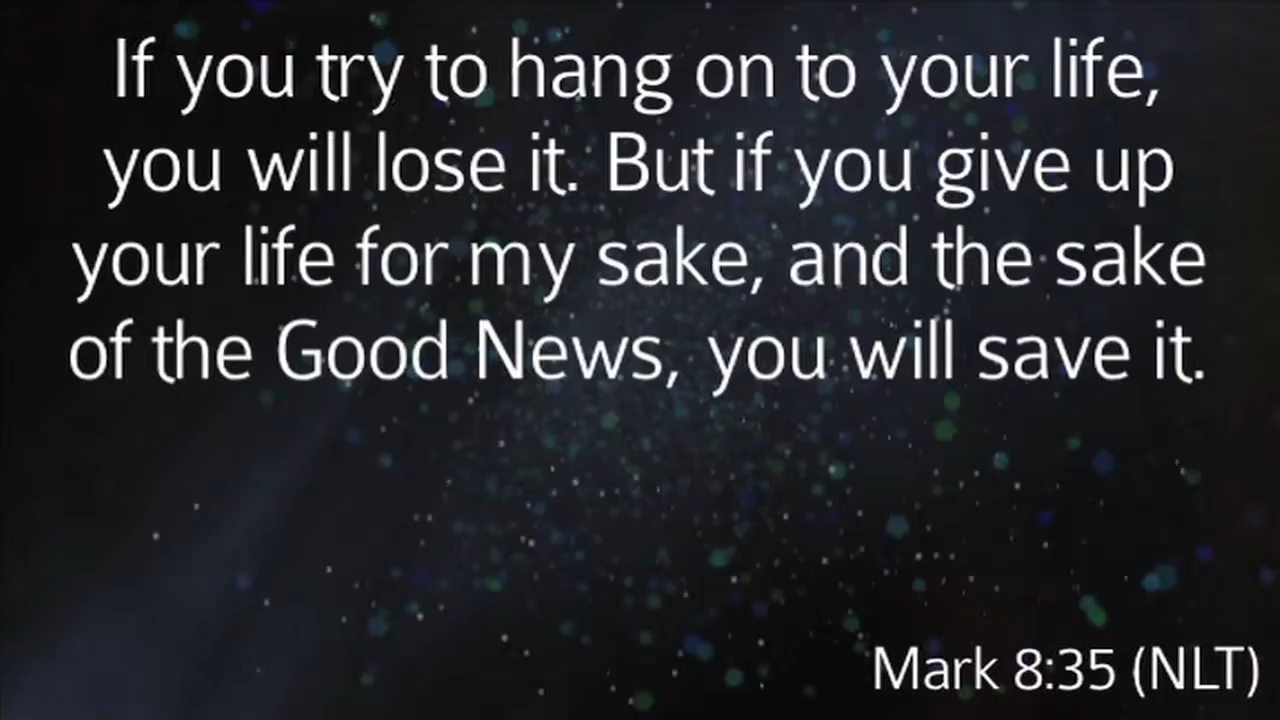 If you try to hang on to your life,
you will lose it. But if you give up
your life for my sake, and the sake
of the Good News, you will save it.
Mark 8:35 (NLT)